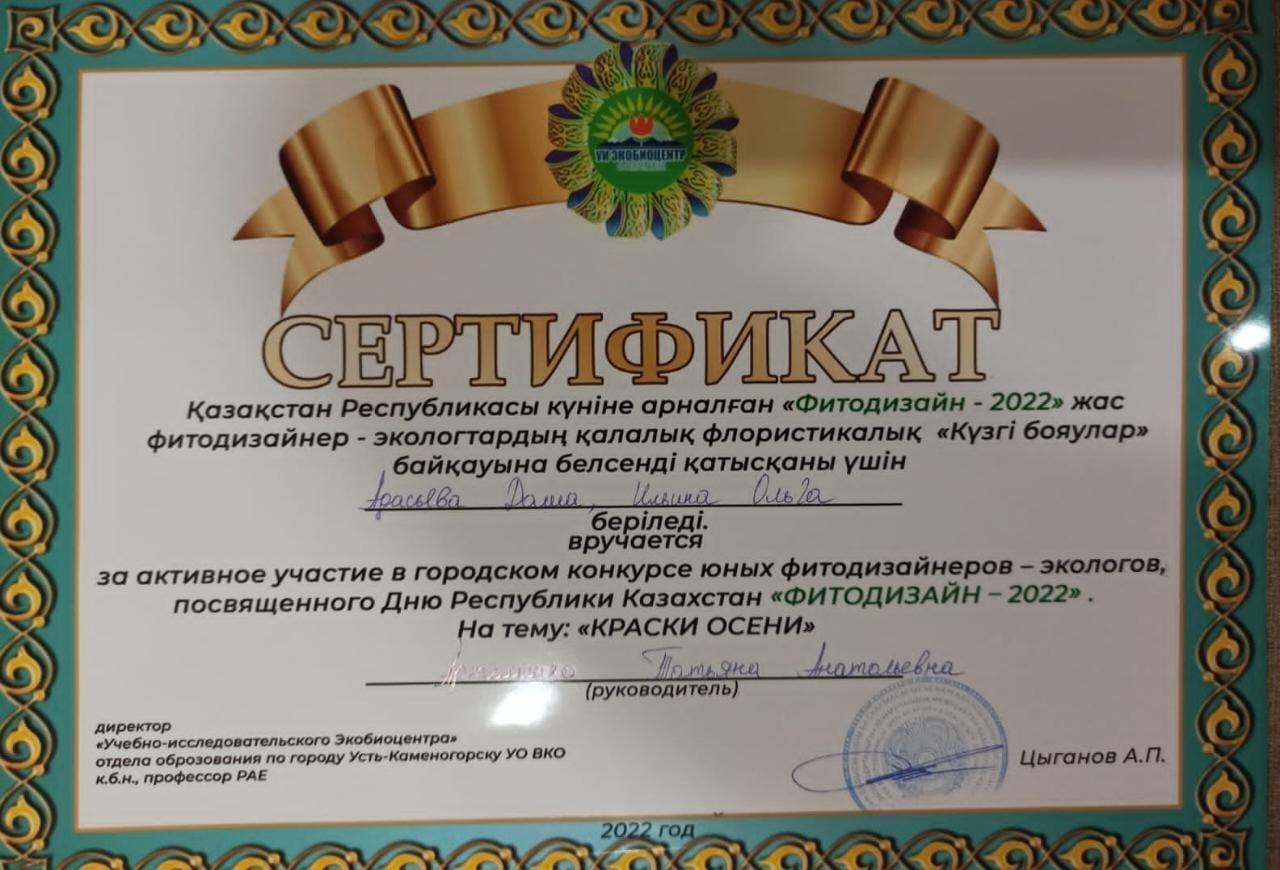 УИ ЭКОБИОЦЕНТР
СЕРТИФИКАТ
Қазақстан Республикасы күніне арналған «Фитодизайн - 2022» жас
фитодизайнер - экологтардың қалалық флористикалық «Күзгі бояулар»
байқауына белсенді қатысқаны үшін
Ильина Ольга
беріледі.
вручается
за активное участие в городском конкурсе юных фитодизайнеров – экологов,
посвященного Дню Республики Казахстан «ФИТОДИЗАЙН – 2022» .
На тему: «КРАСКИ ОСЕНИ»
Татьяна Анатольевна
(руководитель)
директор
«Учебно-исследовательского Экобиоцентра»
отдела оброзования по городу Усть-Каменогорску УО ВКО
к.б.н., профессор РАЕ
Цыганов А.П.
2022 год